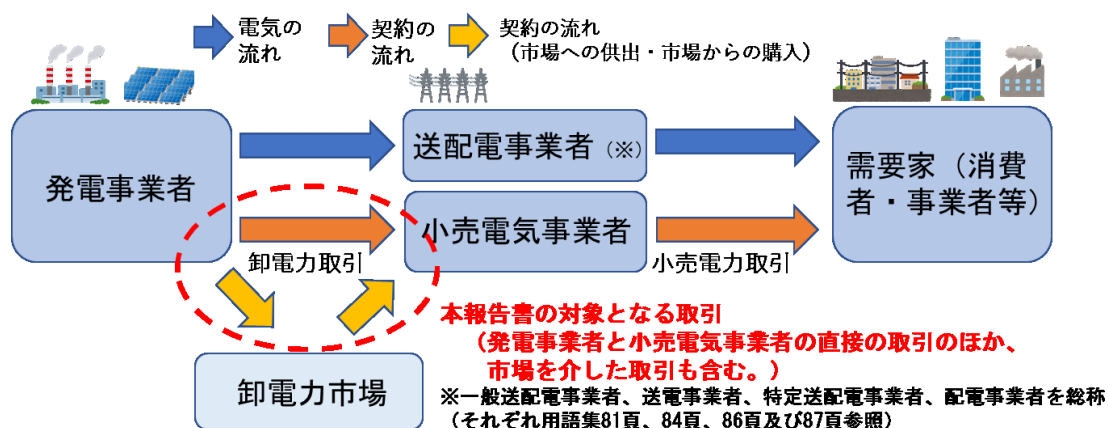 電気の
流れ
契約の
流れ
契約の流れ
(市場への供出・市場からの購入)
発電事業者
送配電事業者(※)
需要家(消費
者・事業者等)
小売電気事業者
卸電力取引
小売電力取引
卸電力市場
本報告書の対象となる取引
(発電事業者と小売電気事業者の直接の取引のほか、
市場を介した取引も含む。)
※一般送配電事業者、送電事業者、特定送配電事業者、配電事業者を総称
(それぞれ用語集81頁、84頁、86頁及び87頁参照)